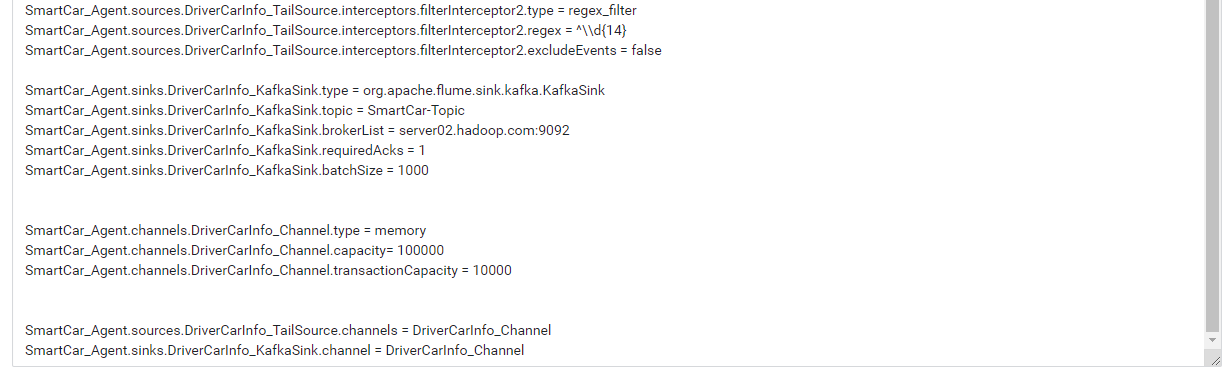 SmartCar_Agent.sources.DriverCarInfo_TailSource.interceptors.filterInterceptor2.type = regex_filter
SmartCar_Agent.sources.DriverCarInfo_TailSource.interceptors.filterInterceptor2.regex = ^\\d{14}
SmartCar_Agent.sources.DriverCarInfo_TailSource.interceptors.filterInterceptor2.excludeEvents = false
SmartCar_Agent.sinks.DriverCarInfo_KafkaSink.type = org.apache.flume.sink.kafka.KafkaSink
SmartCar_Agent.sinks.DriverCarInfo_KafkaSink.topic = SmartCar-Topic
SmartCar_Agent.sinks.DriverCarInfo_KafkaSink.brokerList = server02.hadoop.com:9092
SmartCar_Agent.sinks.DriverCarInfo_KafkaSink.requiredAcks = 1
SmartCar_Agent.sinks.DriverCarInfo_KafkaSink.batchSize = 1000
SmartCar_Agent.channels.DriverCarInfo_Channel.type = memory
SmartCar_Agent.channels.DriverCarInfo_Channel.capacity= 100000
SmartCar_Agent.channels.DriverCarInfo_Channel.transactionCapacity = 10000
SmartCar_Agent.sources.DriverCarInfo_TailSource.channels = DriverCarInfo_Channel
SmartCar_Agent.sinks.DriverCarInfo_KafkaSink.channel = DriverCarInfo_Channel